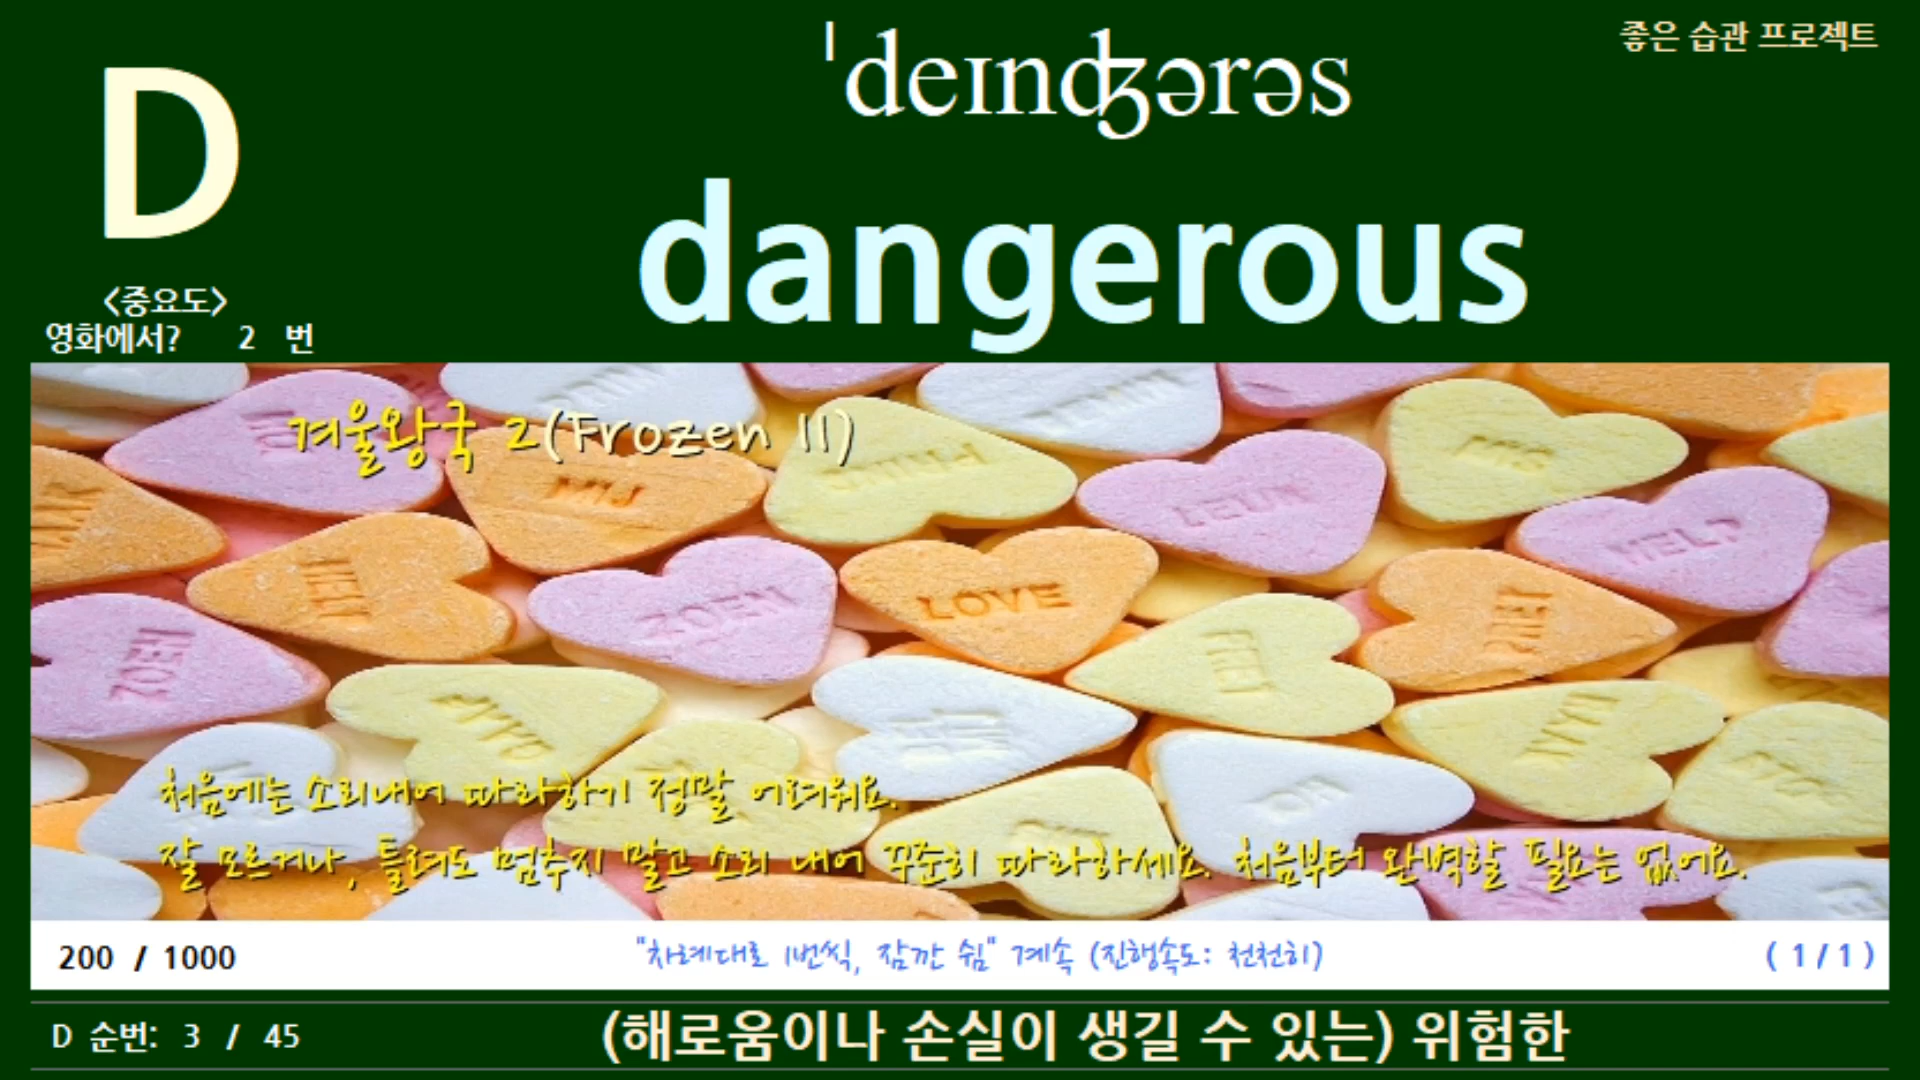 좋은 습관 프로젝트
ˈdeɪnʤərəs
D
dangerous
<중요도>
영화에서? 2 번
겨울왕국 2(Frozen II)
MIJ
LEUK
KUS
HELP
ZOEN
LOVE
처음에는 소리내어 따라하기 정말 어려워요.
잘 모르거나, 틀려도 멈추지 말고 소리 내어 꾸준히 따라하세요. 처음부터 완벽할 필요는 없어요.
200 / 1000
"차례대로 1번씩, 잠깐 쉼" 계속 (진행속도: 천천히)
( 1 / 1 )
D 순번: 3 / 45
(해로움이나 손실이 생길 수 있는) 위험한